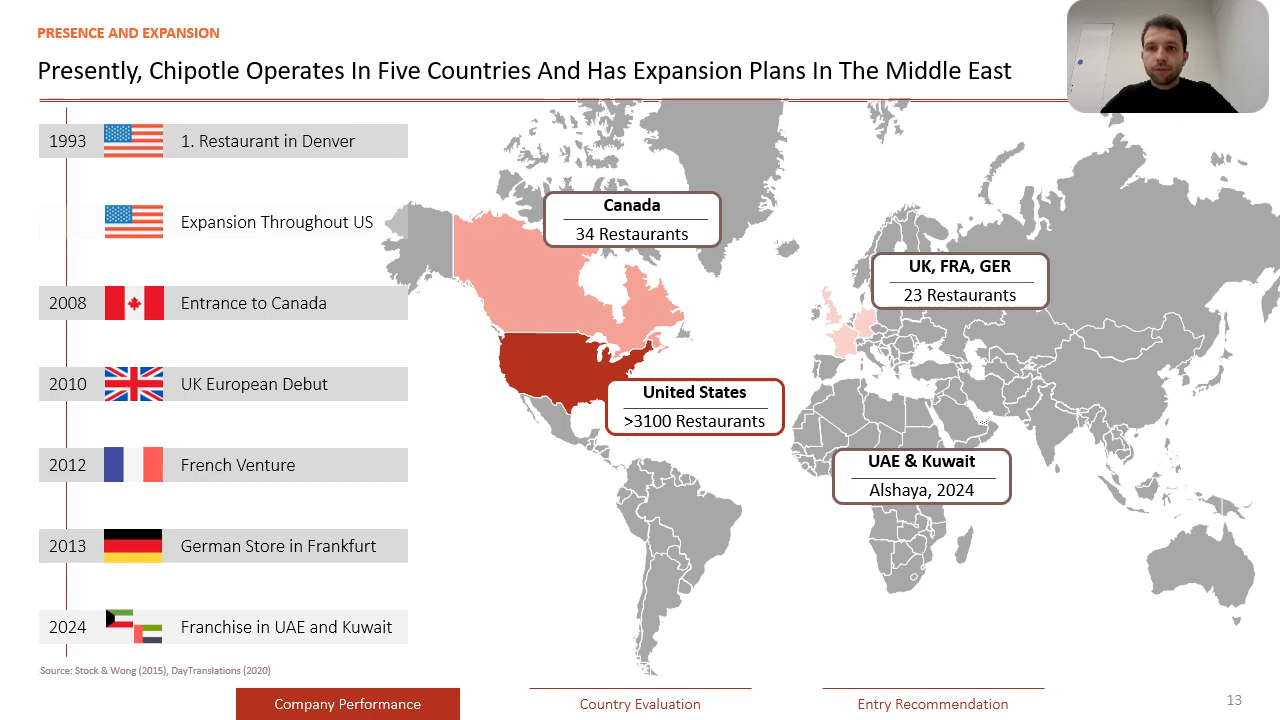 PRESENCE AND EXPANSION
Presently, Chipotle Operates In Five Countries And Has Expansion Plans In The Middle East
1993 1. Restaurant in Denver
Expansion Throughout US
2008 Entrance to Canada
2010 UK European Debut
2012 French Venture
2013 German Store in Frankfurt
2024 Franchise in UAE and Kuwait
Canada
34 Restaurants
UK, FRA, GER
23 Restaurants
United States
>3100 Restaurants
UAE & Kuwait
Alshaya, 2024
Source: Stock & Wong (2015), DayTranslations (2020)
Company Performance
Country Evaluation
Entry Recommendation
13